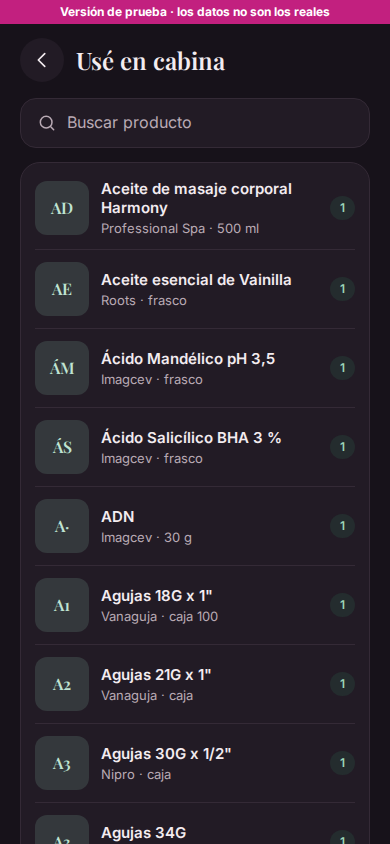 Versión de prueba · los datos no son los reales
Usé en cabina
Buscar producto
AD
Aceite de masaje corporal
Harmony
Professional Spa · 500 ml
1
AE
Aceite esencial de Vainilla
Roots · frasco
1
ÁM
Ácido Mandélico pH 3,5
Imagcev · frasco
1
ÁS
Ácido Salicílico BHA 3 %
Imagcev · frasco
1
A·
ADN
Imagcev · 30 g
1
A1
Agujas 18G x 1"
Vanaguja · caja 100
1
A2
Agujas 21G x 1"
Vanaguja · caja
1
A3
Agujas 30G x 1/2"
Nipro · caja
1
A3
Agujas 34G
1